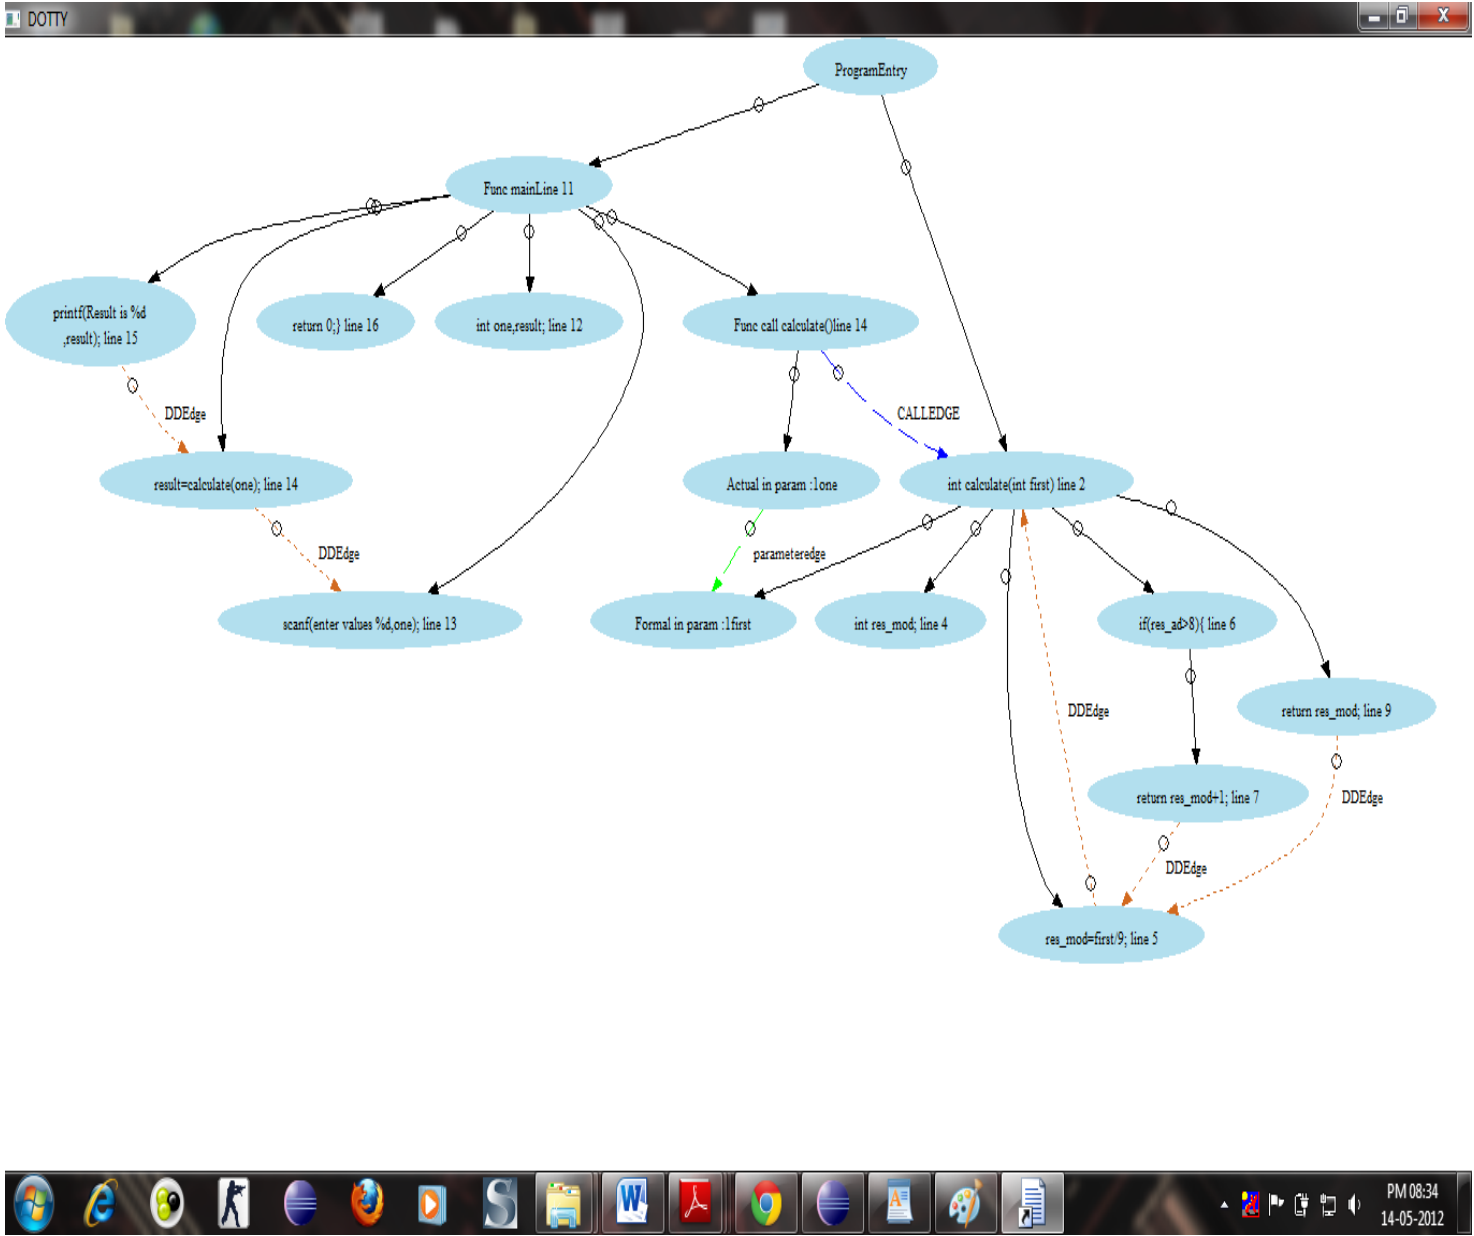 DOTTY
ProgramEntry
Func mainLine 11
printf(Result is %d
,result); line 15
return 0;} line 16
int one,result; line 12
Func call calculate()line 14
DDEdge
CALLEDGE
result=calculate(one); line 14
Actual in param :1one
int calculate(int first) line 2
DDEdge
parameteredge
scanf(enter values %d,one); line 13
Formal in param :1first
int res_mod; line 4
if(res_ad>8){ line 6
DDEdge
return res_mod; line 9
return res_mod+1; line 7
DDEdge
DDEdge
res_mod=first/9; line 5
PM 08:34
14-05-2012